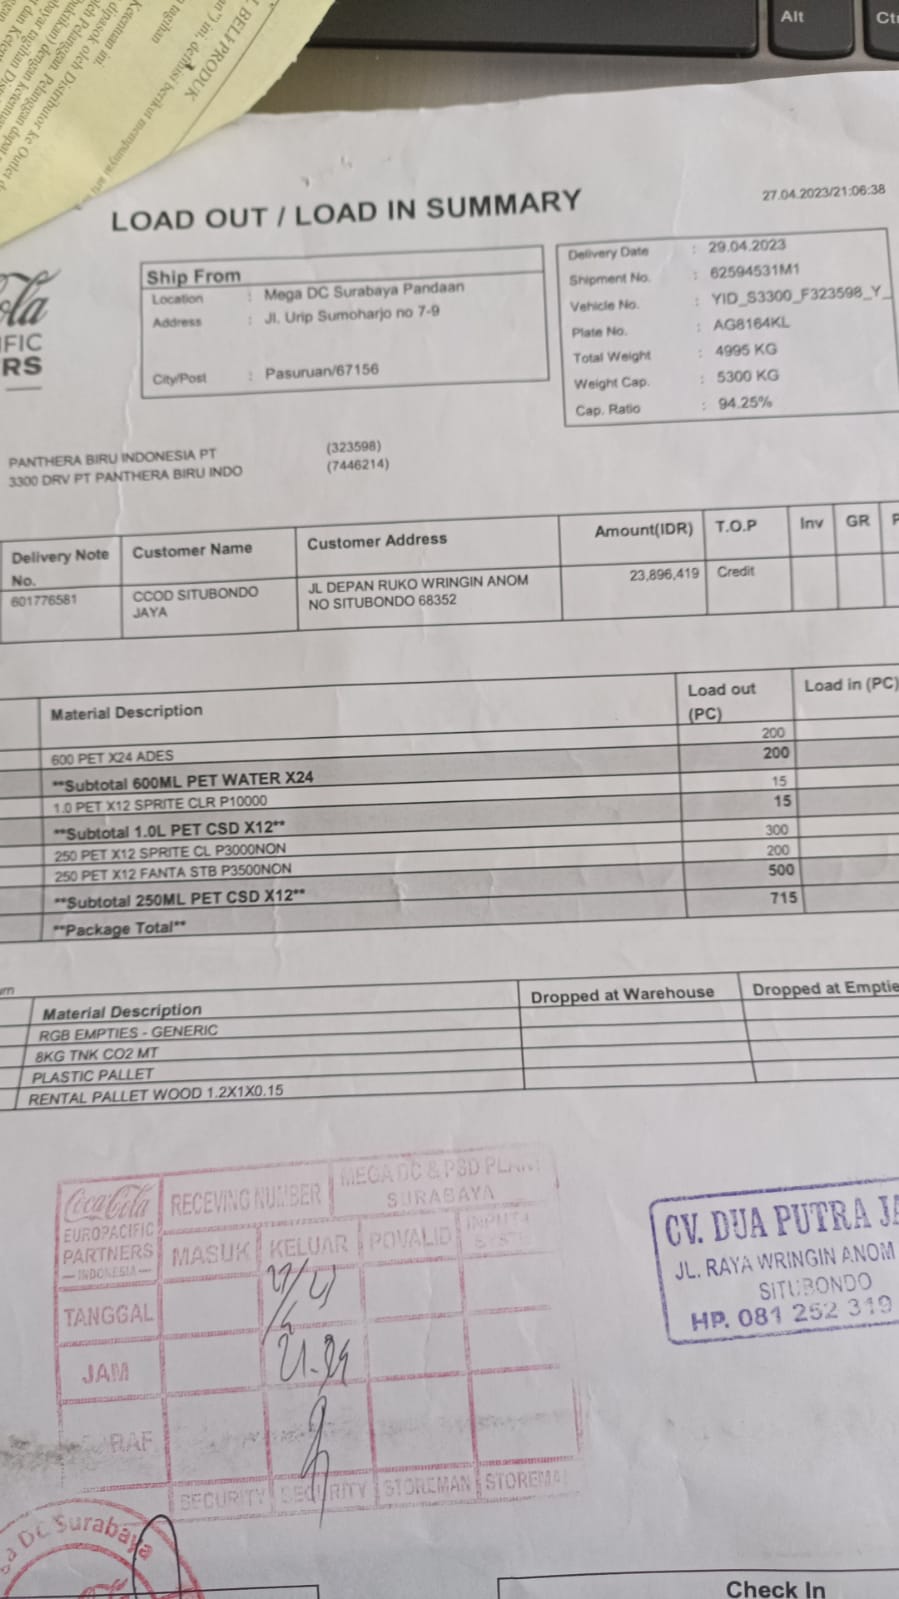 BELI PRODUK
Alt
27.04.2023/21:06:38
LOAD OUT / LOAD IN SUMMARY
Ship From
Location : Mega DC Surabaya Pandaan
Address : Jl. Urip Sumoharjo no 7-9
City/Post : Pasuruan/67156
Delivery Date : 29.04.2023
Shipment No. : 62594531M1
Vehicle No. : YID_S3300_F323598_Y_
Plate No. : AG8164KL
Total Weight : 4995 KG
Weight Cap. : 5300 KG
Cap. Ratio : 94.25%
PANTHERA BIRU INDONESIA PT (323598)
3300 DRV PT PANTHERA BIRU INDO (7446214)
Delivery Note No. Customer Name Customer Address Amount(IDR) T.O.P Inv GR
601776581 CCOD SITUBONDO JAYA JL DEPAN RUKO WRINGIN ANOM NO SITUBONDO 68352 23,896,419 Credit
Material Description Load out (PC) Load in (PC)
600 PET X24 ADES 200
**Subtotal 600ML PET WATER X24 200
1.0 PET X12 SPRITE CLR P10000 15
**Subtotal 1.0L PET CSD X12** 15
250 PET X12 SPRITE CL P3000NON 300
250 PET X12 FANTA STB P3500NON 200
**Subtotal 250ML PET CSD X12** 500
**Package Total** 715
Material Description Dropped at Warehouse Dropped at Emptie
RGB EMPTIES - GENERIC
8KG TNK CO2 MT
PLASTIC PALLET
RENTAL PALLET WOOD 1.2X1X0.15
Coca-Cola
EUROPACIFIC
PARTNERS
INDONESIA
RECEVING NUMBER
MEGA DC & PSD PLANT
SURABAYA
MASUK KELUAR POVALID
TANGGAL
JAM
SECURITY SECURITY STOREMAN STOREMA
CV. DUA PUTRA JA
JL. RAYA WRINGIN ANOM
SITUBONDO
HP. 081 252 319
DC Surabaya
Check In